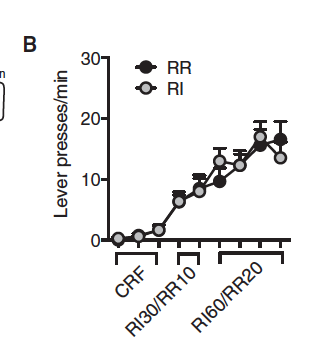 B
n
30
20
10
0
Lever presses/min
RR
RI
CRF
RI30/RR10
RI60/RR20